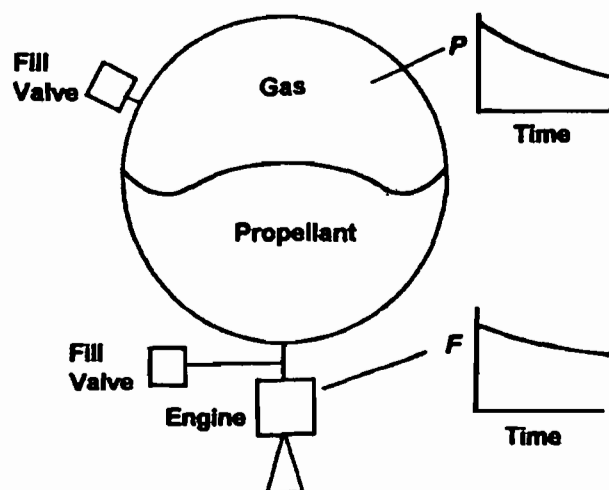 Fill
Valve
Gas
P
Time
Propellant
Fill
Valve
Engine
F
Time